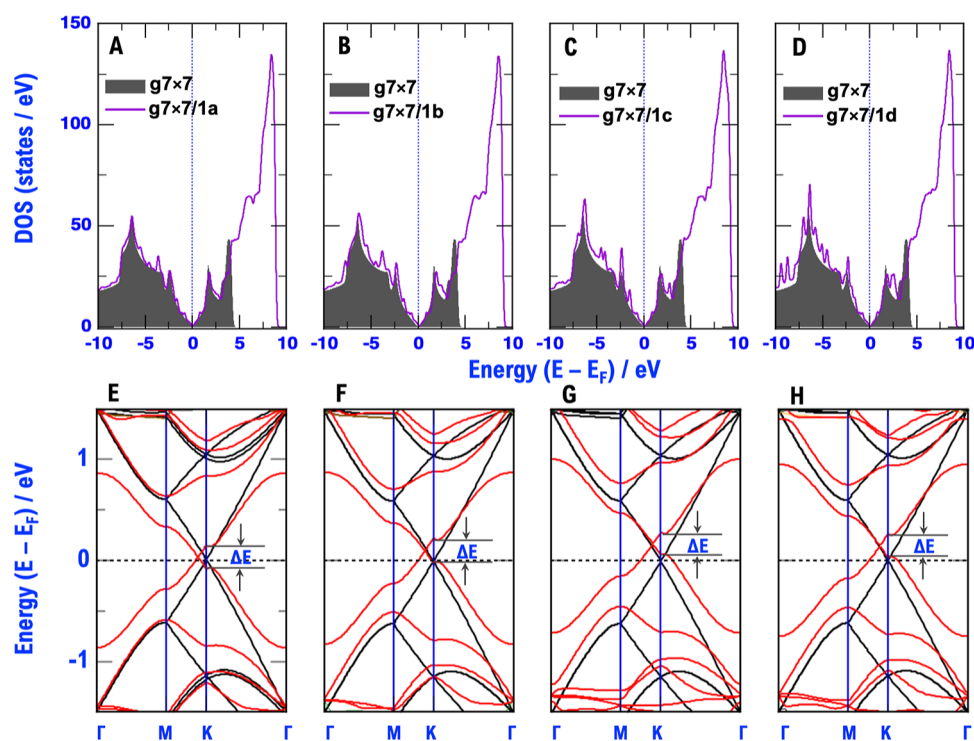 150
100
50
0
DOS (states / eV)
A
g7×7
g7×7/1a
B
g7×7
g7×7/1b
C
g7×7
g7×7/1c
D
g7×7
g7×7/1d
-10 -5 0 5 10
-10 -5 0 5 10
-10 -5 0 5 10
-10 -5 0 5 10
Energy (E – EF) / eV
E
F
G
H
Energy (E – EF) / eV
1
0
-1
ΔE
ΔE
ΔE
ΔE
Γ M K Γ
Γ M K Γ
Γ M K Γ
Γ M K Γ